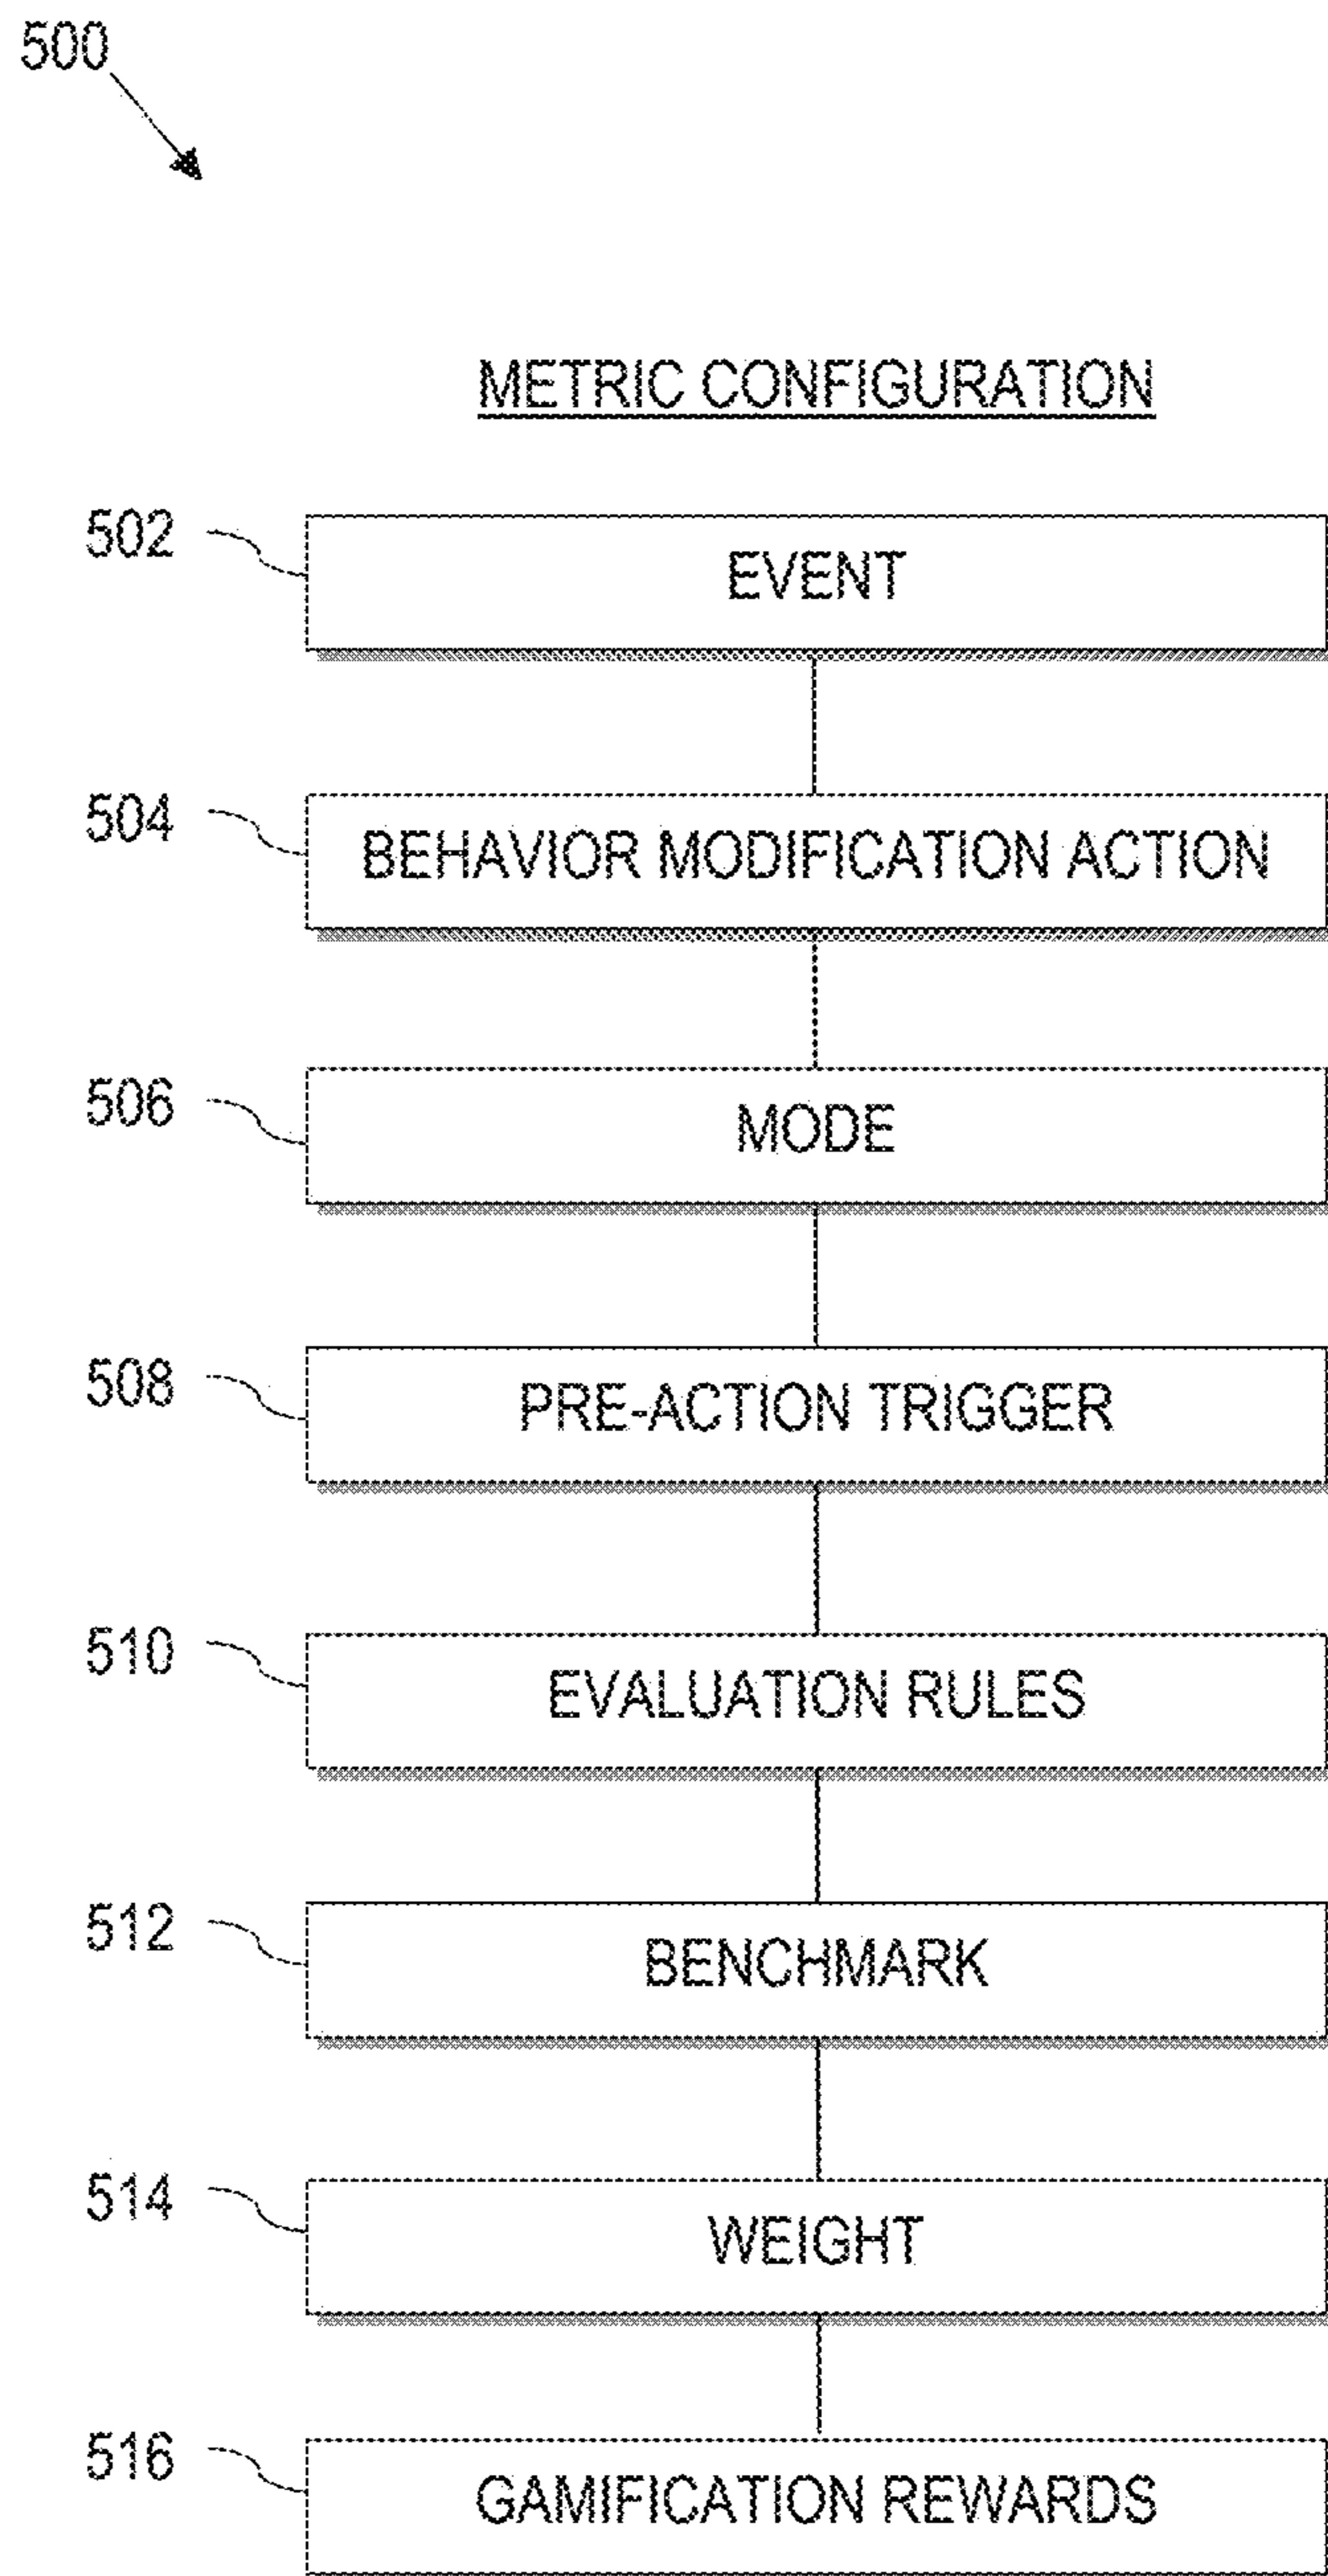 500
METRIC CONFIGURATION
502
EVENT
504
BEHAVIOR MODIFICATION ACTION
506
MODE
508
PRE-ACTION TRIGGER
510
EVALUATION RULES
512
BENCHMARK
514
WEIGHT
516
GAMIFICATION REWARDS